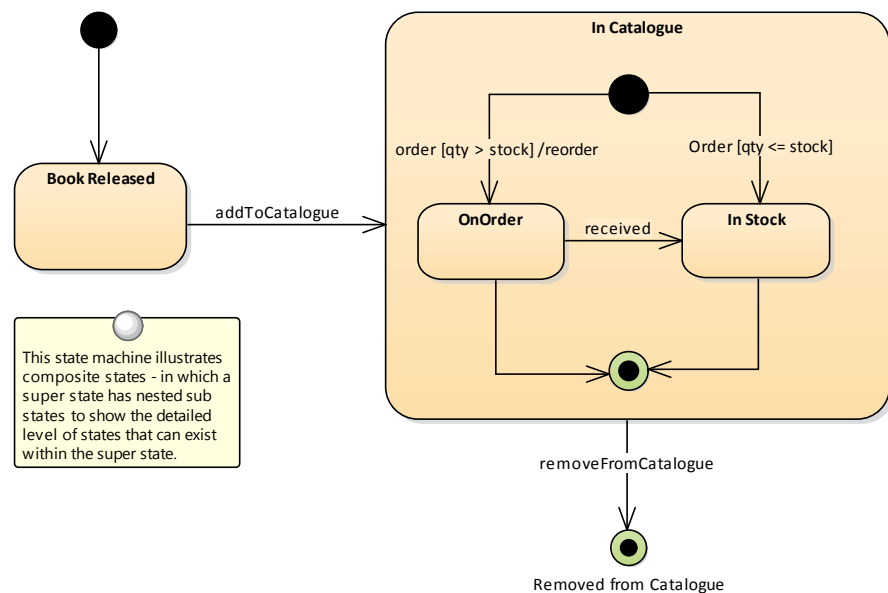 In Catalogue
order [qty > stock] /reorder
Order [qty <= stock]
Book Released
addToCatalogue
OnOrder
received
In Stock
This state machine illustrates
composite states - in which a
super state has nested sub
states to show the detailed
level of states that can exist
within the super state.
removeFromCatalogue
Removed from Catalogue